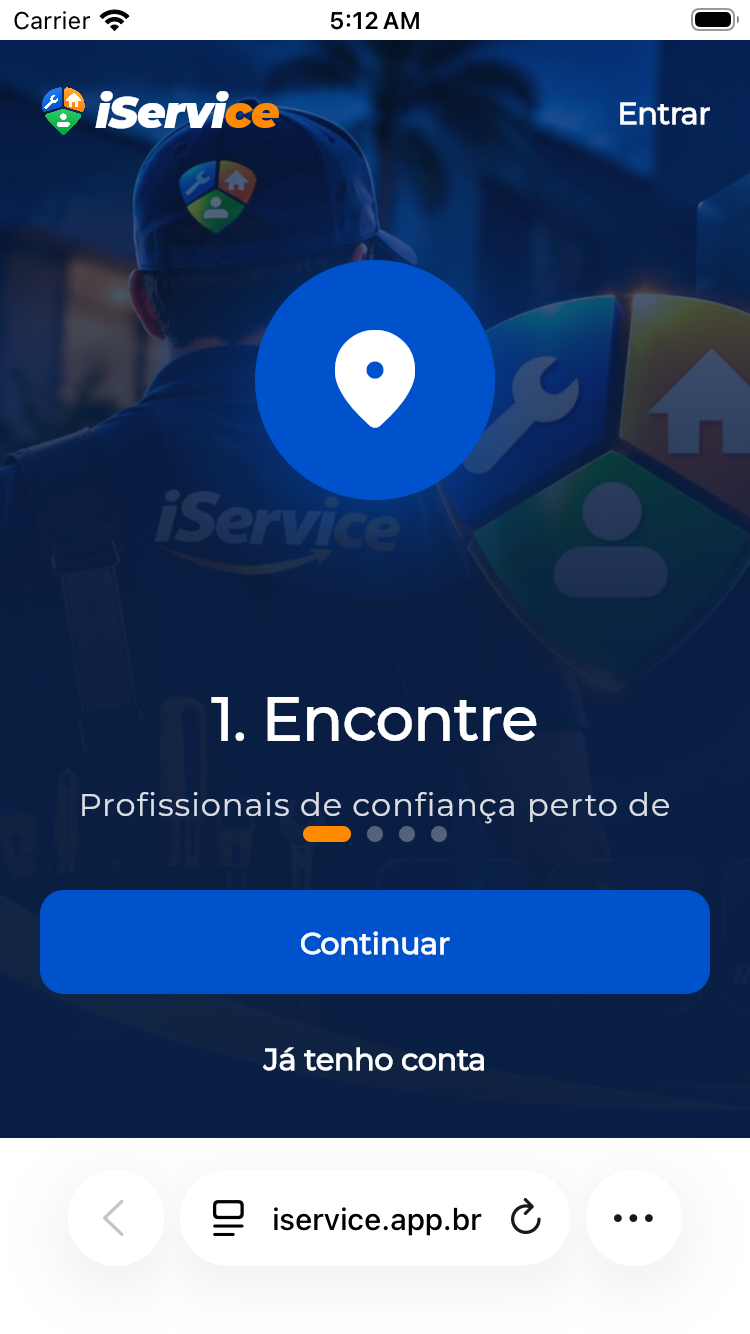 Carrier 5:12 AM
iService
Entrar
iService
1. Encontre
Profissionais de confiança perto de
Continuar
Já tenho conta
iservice.app.br